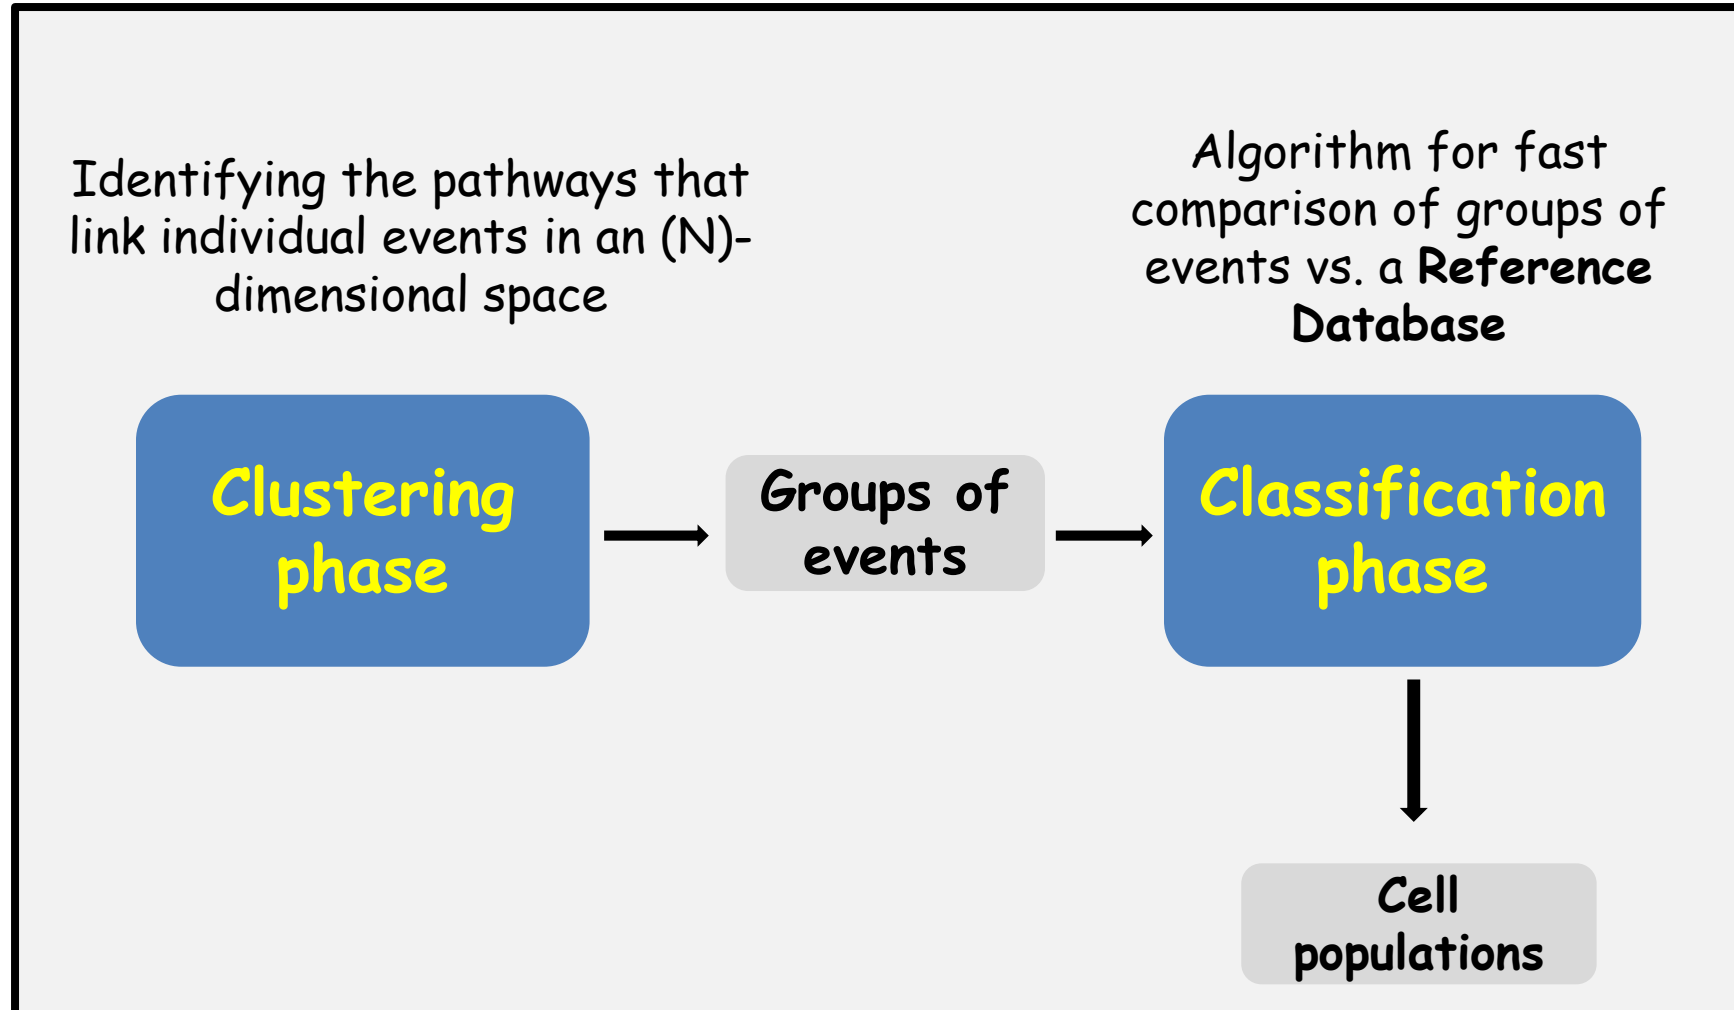 Identifying the pathways that
link individual events in an (N)-
dimensional space
Algorithm for fast
comparison of groups of
events vs. a Reference
Database
Clustering
phase
Groups of
events
Classification
phase
Cell
populations